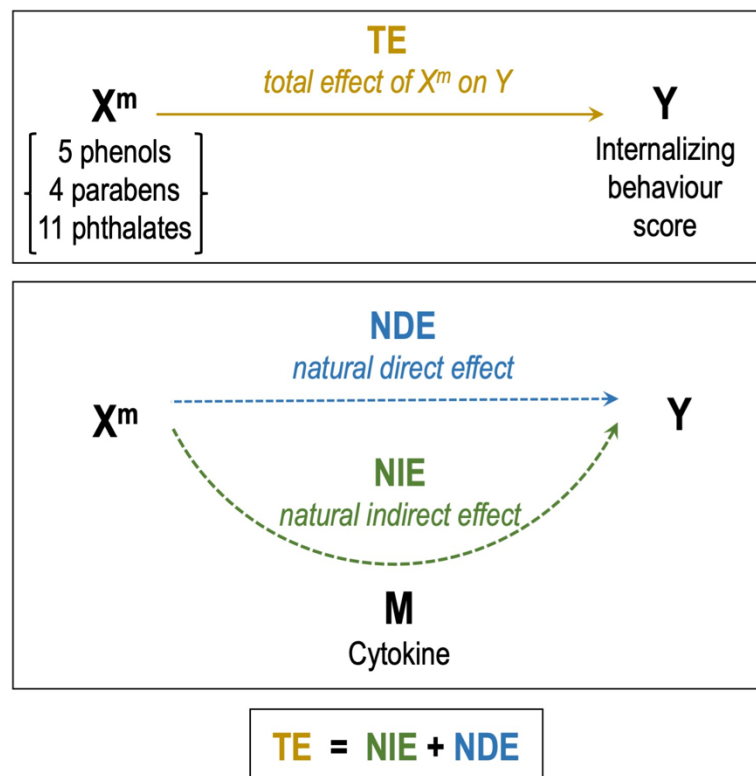 TE
total effect of Xᵐ on Y
Xᵐ
Y
5 phenols
4 parabens
11 phthalates
Internalizing
behaviour
score
NDE
natural direct effect
Xᵐ
Y
NIE
natural indirect effect
M
Cytokine
TE = NIE + NDE